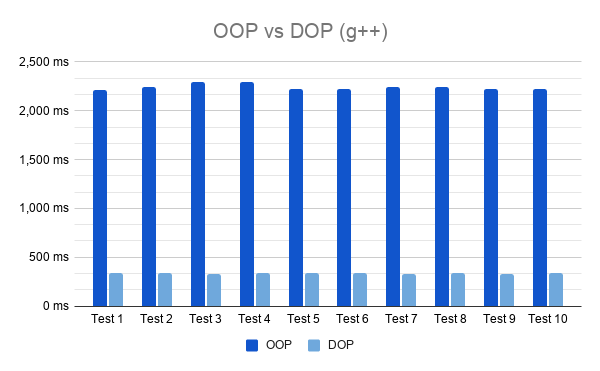 OOP vs DOP (g++)
2,500 ms
2,000 ms
1,500 ms
1,000 ms
500 ms
0 ms
Test 1 Test 2 Test 3 Test 4 Test 5 Test 6 Test 7 Test 8 Test 9 Test 10
OOP DOP